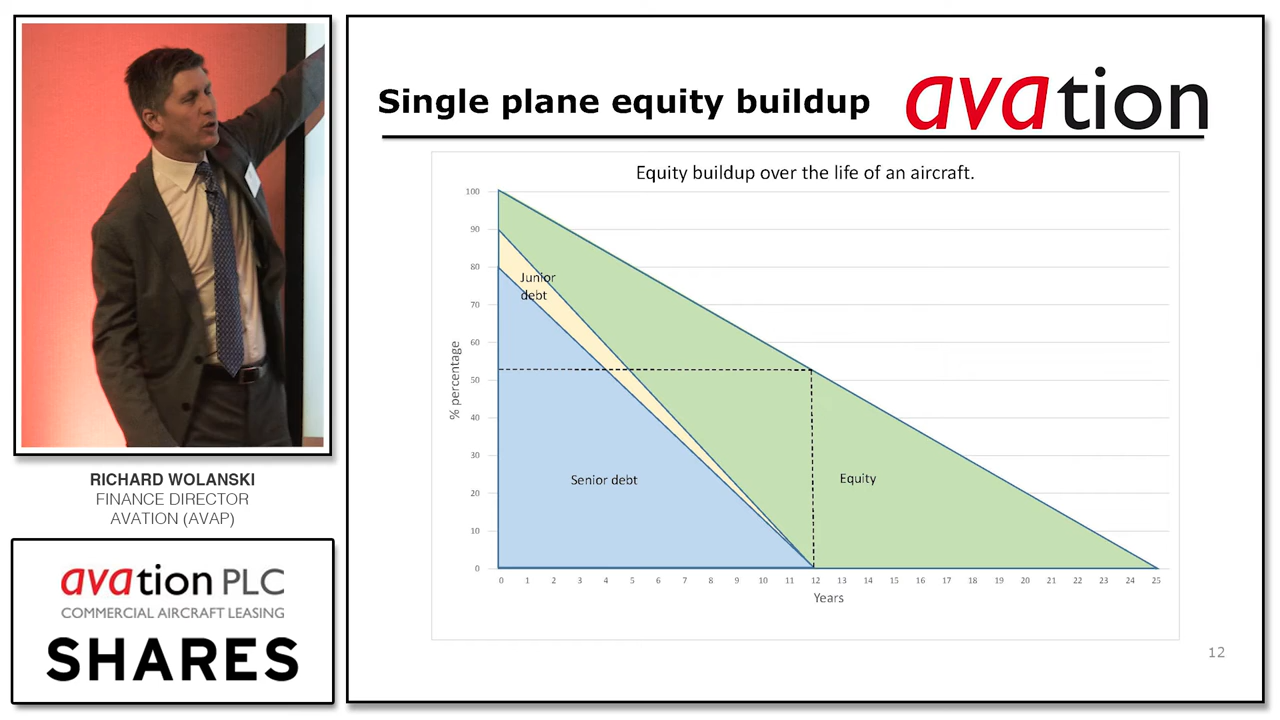 Single plane equity buildup
avation
Equity buildup over the life of an aircraft.
100
90
80
70
60
50
40
30
20
10
0
% percentage
Junior
debt
Senior debt
Equity
0 1 2 3 4 5 6 7 8 9 10 11 12 13 14 15 16 17 18 19 20 21 22 23 24 25
Years
12
RICHARD WOLANSKI
FINANCE DIRECTOR
AVATION (AVAP)
avation PLC
COMMERCIAL AIRCRAFT LEASING
SHARES